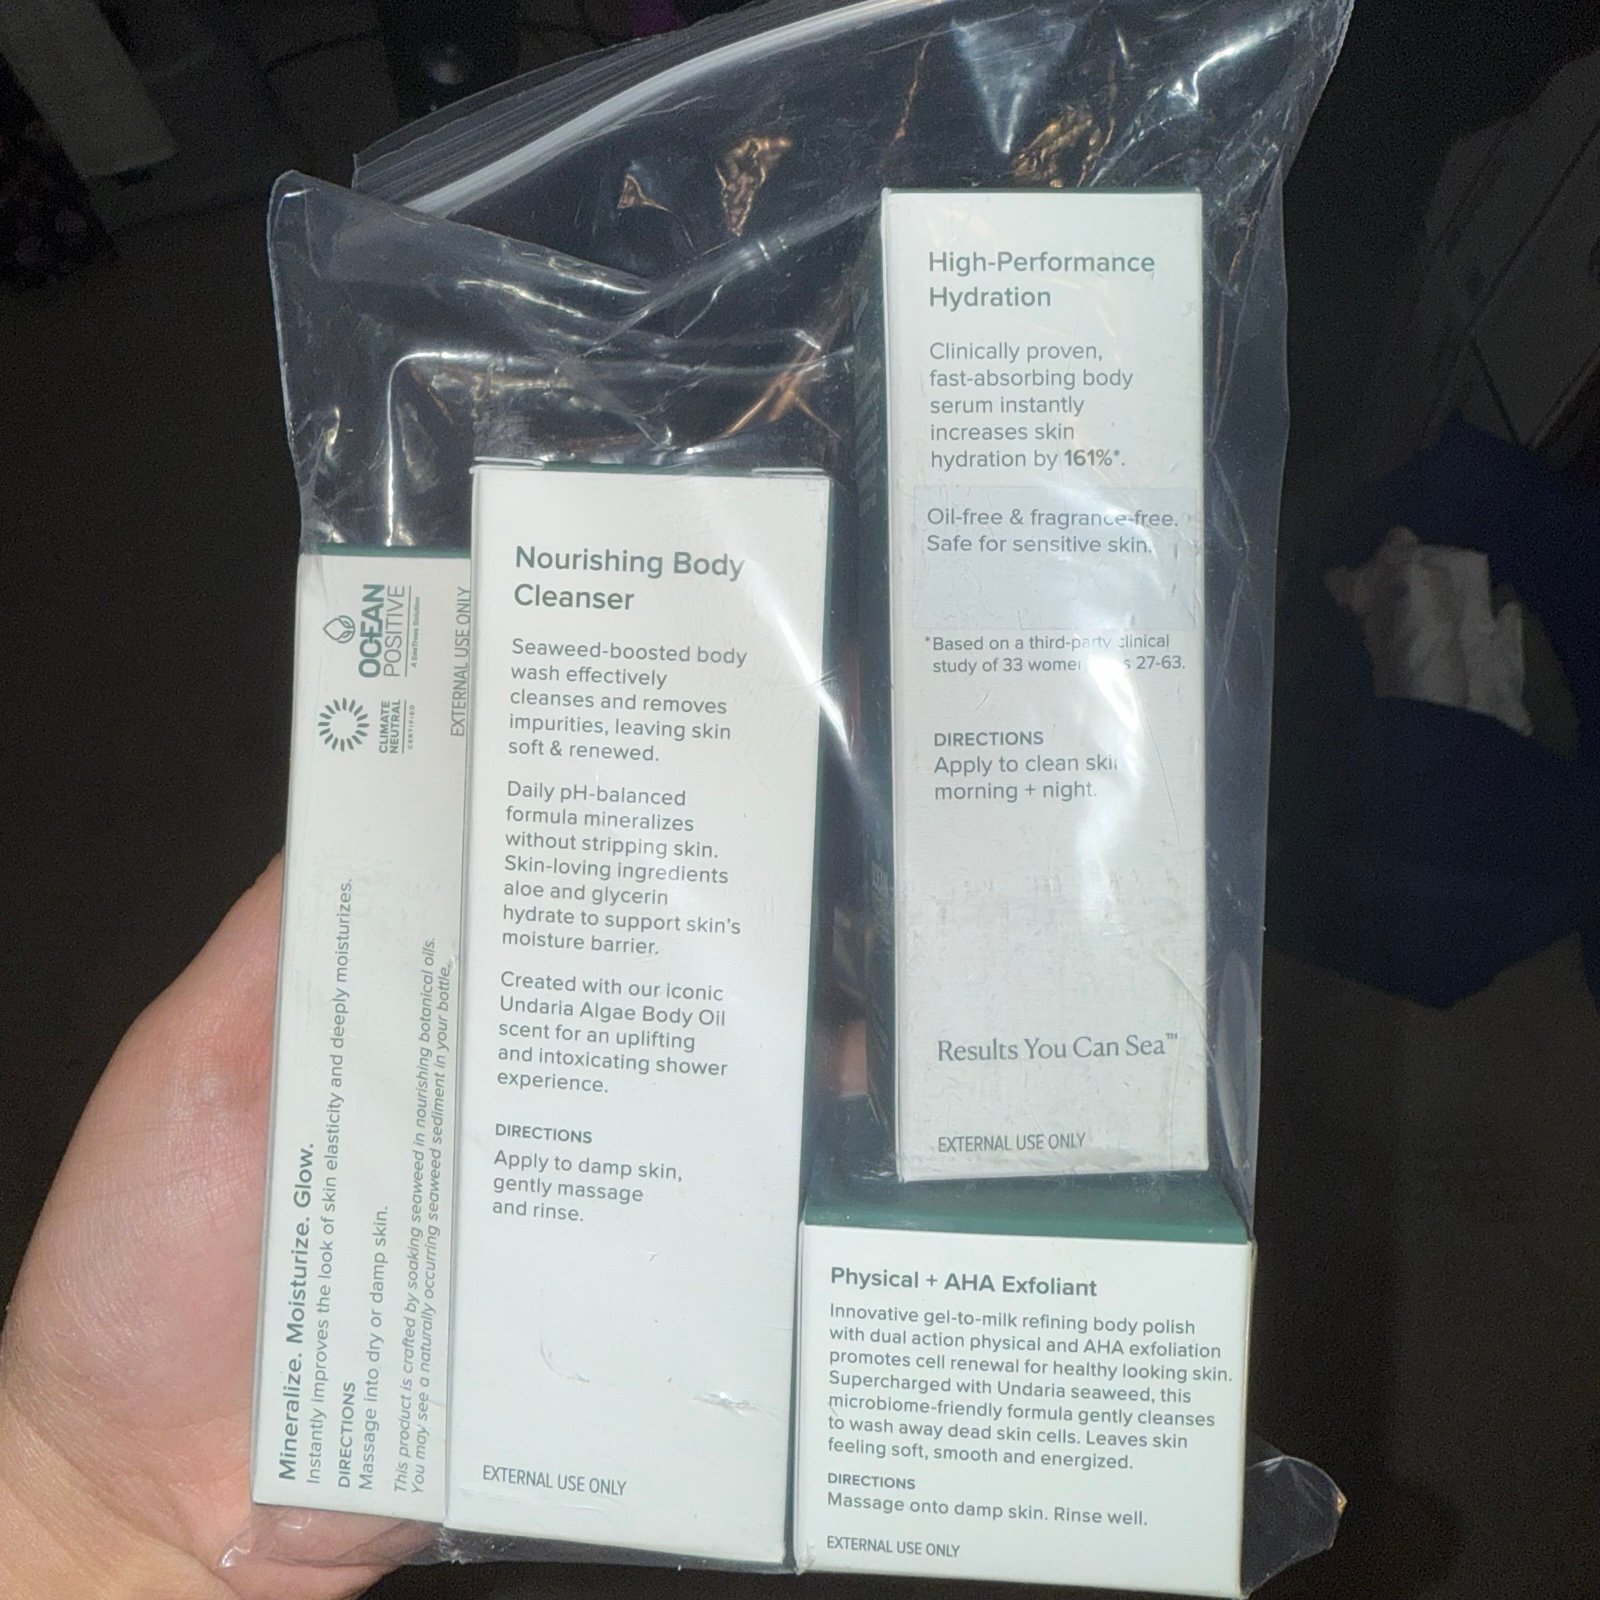 OCEAN
POSITIVE
A SeaTrees Solution
CLIMATE
NEUTRAL
CERTIFIED
EXTERNAL USE ONLY
Mineralize. Moisturize. Glow.
Instantly improves the look of skin elasticity and deeply moisturizes.
DIRECTIONS
Massage into dry or damp skin.
This product is crafted by soaking seaweed in nourishing botanical oils.
You may see a naturally occurring seaweed sediment in your bottle.
Nourishing Body
Cleanser
Seaweed-boosted body
wash effectively
cleanses and removes
impurities, leaving skin
soft & renewed.
Daily pH-balanced
formula mineralizes
without stripping skin.
Skin-loving ingredients
aloe and glycerin
hydrate to support skin's
moisture barrier.
Created with our iconic
Undaria Algae Body Oil
scent for an uplifting
and intoxicating shower
experience.
DIRECTIONS
Apply to damp skin,
gently massage
and rinse.
EXTERNAL USE ONLY
High-Performance
Hydration
Clinically proven,
fast-absorbing body
serum instantly
increases skin
hydration by 161%*.
Oil-free & fragrance-free.
Safe for sensitive skin.
*Based on a third-party clinical
study of 33 women 27-63.
DIRECTIONS
Apply to clean skin
morning + night.
Results You Can Sea™
EXTERNAL USE ONLY
Physical + AHA Exfoliant
Innovative gel-to-milk refining body polish
with dual action physical and AHA exfoliation
promotes cell renewal for healthy looking skin.
Supercharged with Undaria seaweed, this
microbiome-friendly formula gently cleanses
to wash away dead skin cells. Leaves skin
feeling soft, smooth and energized.
DIRECTIONS
Massage onto damp skin. Rinse well.
EXTERNAL USE ONLY